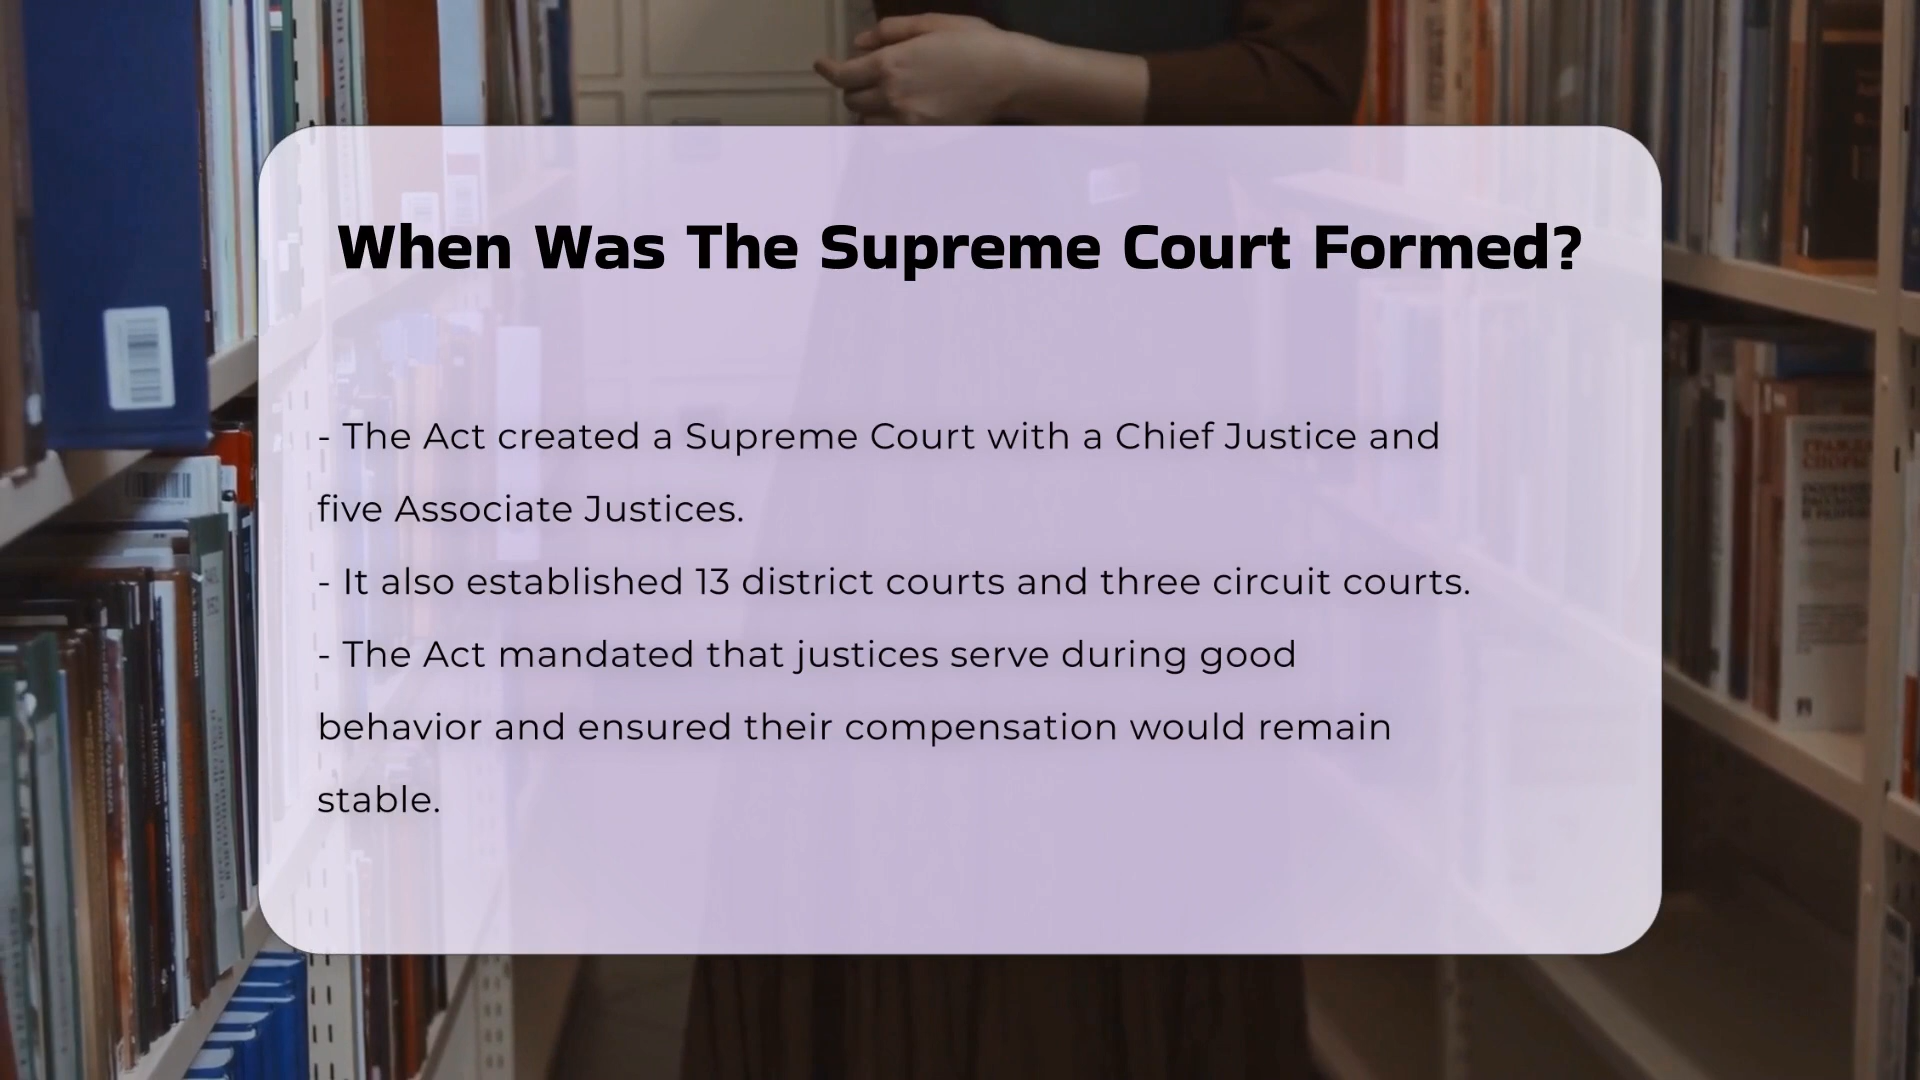 When Was The Supreme Court Formed?
- The Act created a Supreme Court with a Chief Justice and
five Associate Justices.
- It also established 13 district courts and three circuit courts.
- The Act mandated that justices serve during good
behavior and ensured their compensation would remain
stable.